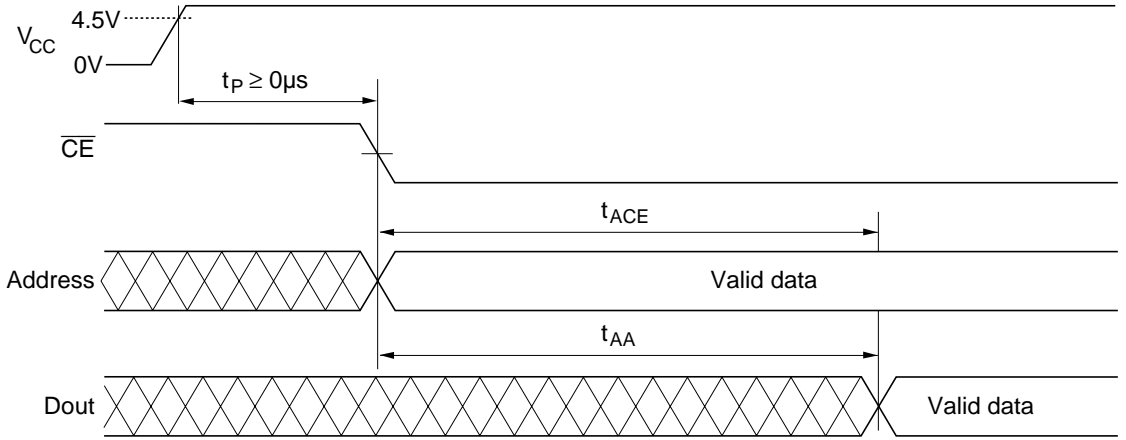 4.5V
VCC
0V
tP ≥ 0µs
CE
tACE
Address
Valid data
tAA
Dout
Valid data